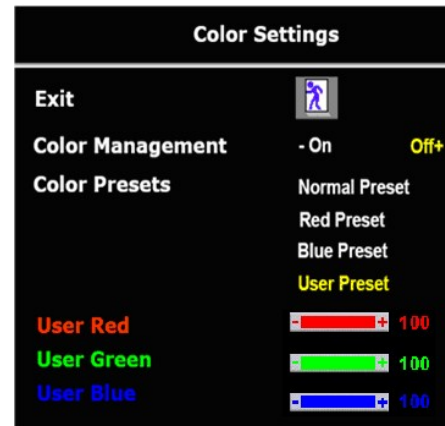 Color Settings
Exit
Color Management - On Off+
Color Presets Normal Preset
Red Preset
Blue Preset
User Preset
User Red - + 100
User Green - + 100
User Blue - + 100